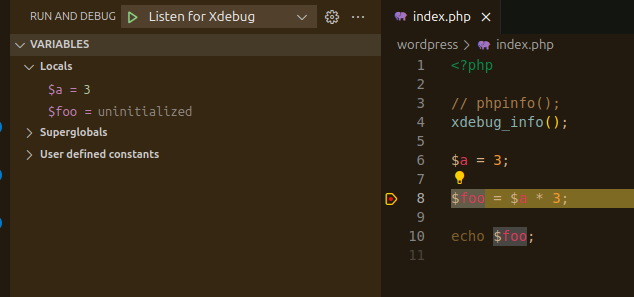 RUN AND DEBUG Listen for Xdebug ...
VARIABLES
Locals
$a = 3
$foo = uninitialized
Superglobals
User defined constants
index.php
wordpress > index.php
1 <?php
2
3 // phpinfo();
4 xdebug_info();
5
6 $a = 3;
7
8 $foo = $a * 3;
9
10 echo $foo;
11